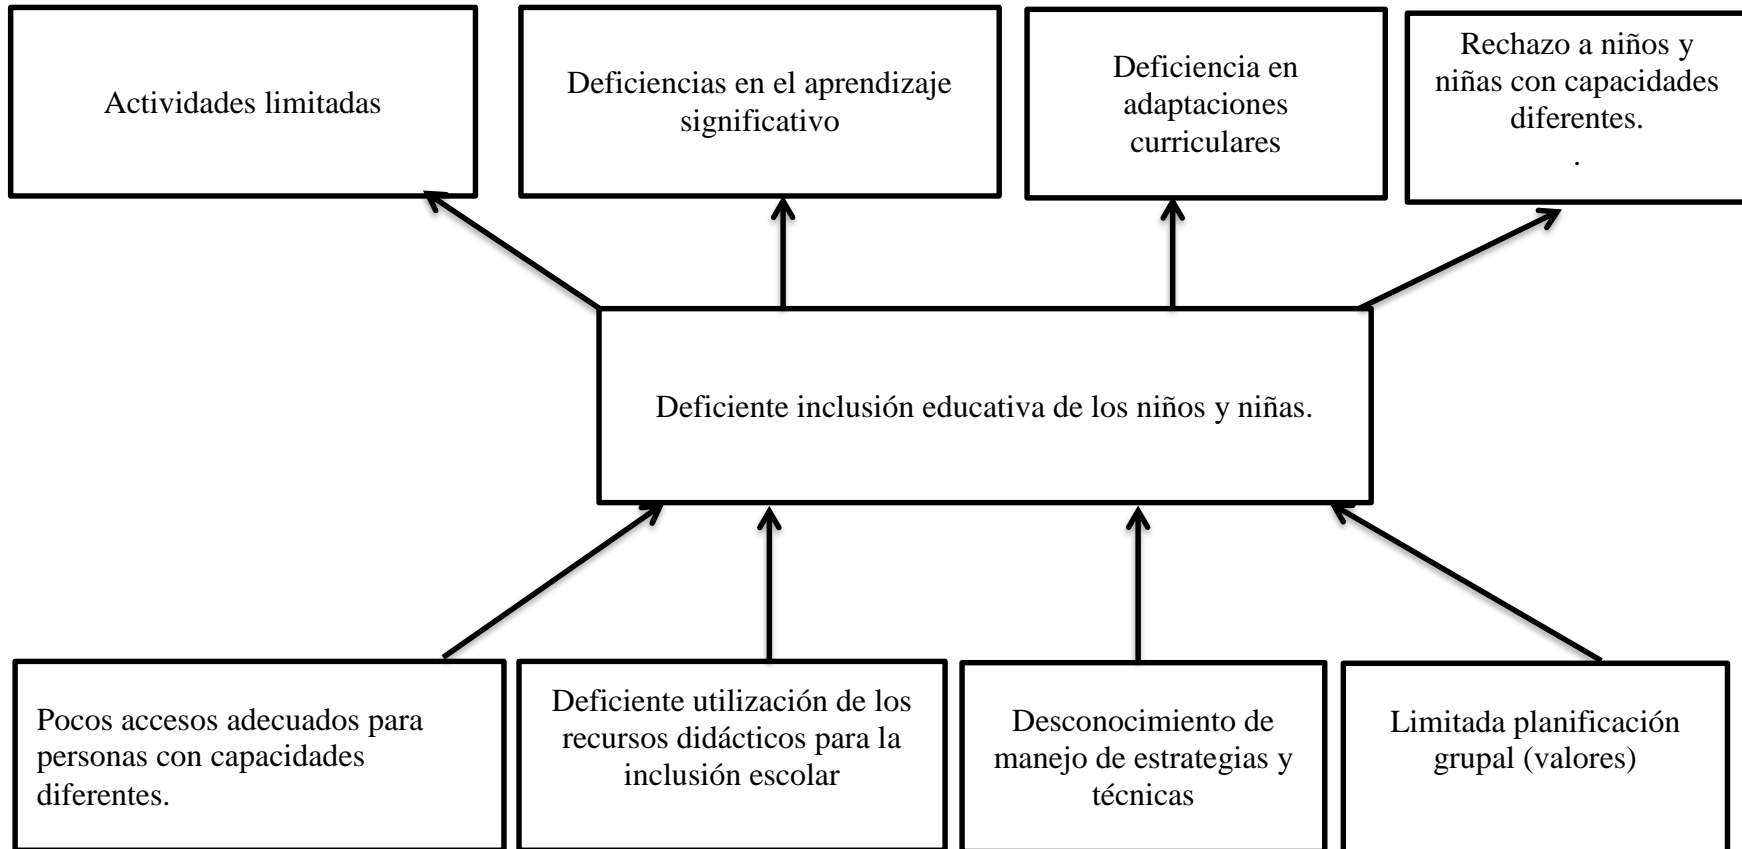 Actividades limitadas
Deficiencias en el aprendizaje
significativo
Deficiencia en
adaptaciones
curriculares
Rechazo a niños y
niñas con capacidades
diferentes.
.
Deficiente inclusión educativa de los niños y niñas.
Pocos accesos adecuados para
personas con capacidades
diferentes.
Deficiente utilización de los
recursos didácticos para la
inclusión escolar
Desconocimiento de
manejo de estrategias y
técnicas
Limitada planificación
grupal (valores)